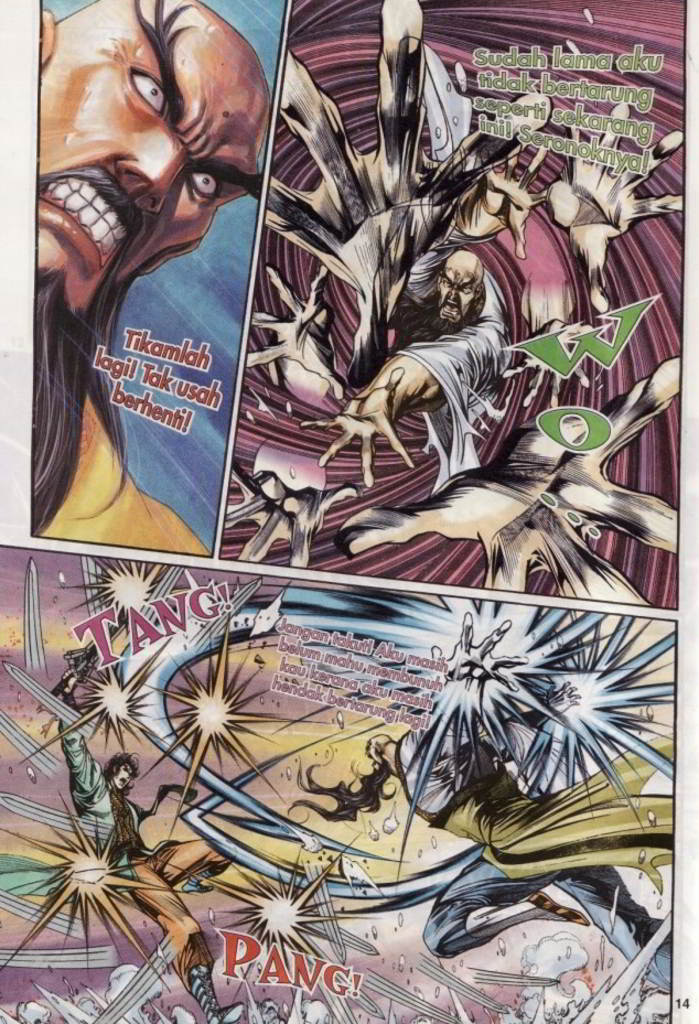 Tikamlah
lagi! Tak usah
berhenti!
Sudah lama aku
tidak bertarung
seperti sekarang
ini! Seronoknya!
WO...
TANG!
Jangan takut! Aku masih
belum mahu membunuh
kau kerana aku masih
hendak bertarung lagi!
PANG!
14